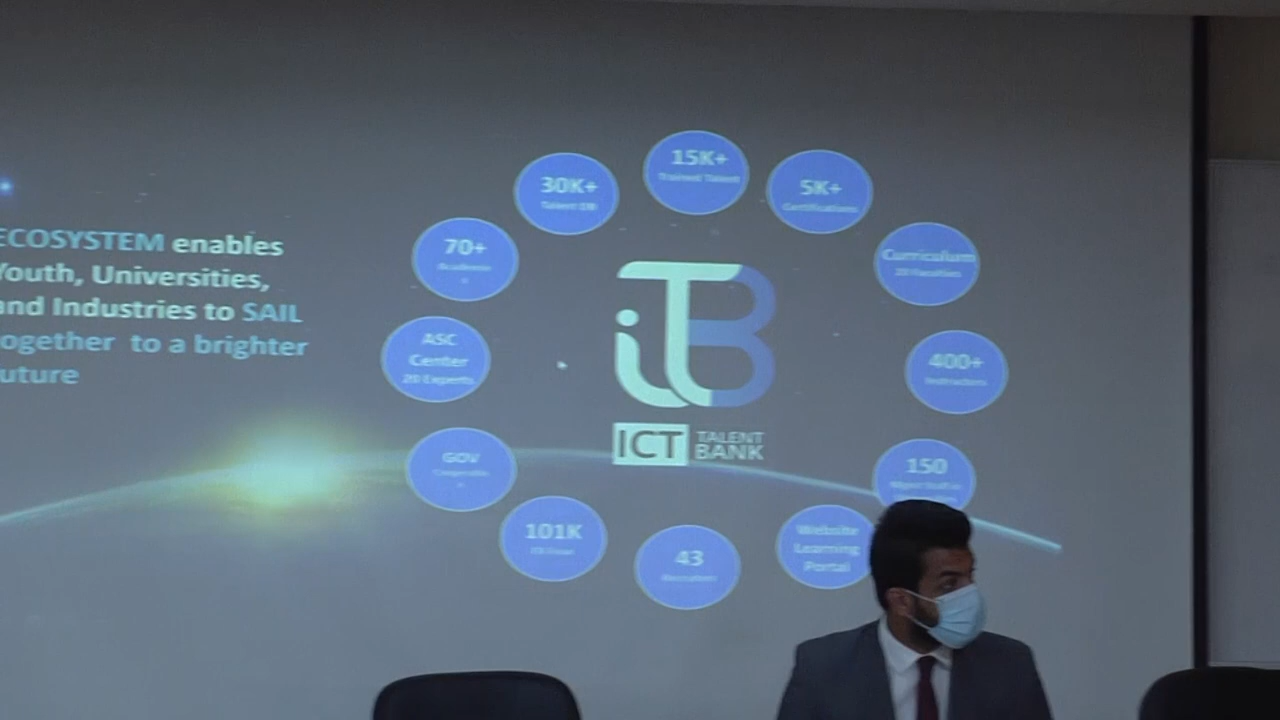 ECOSYSTEM enables
Youth, Universities,
and Industries to SAIL
ogether to a brighter
uture
15K+
Trained Talent
30K+
Talent DB
5K+
Certifications
70+
Curriculum
ASC
Center
20 Experts
400+
Instructors
GOV
150
101K
43
Website
Learning
Portal
iTB
ICT TALENT
BANK